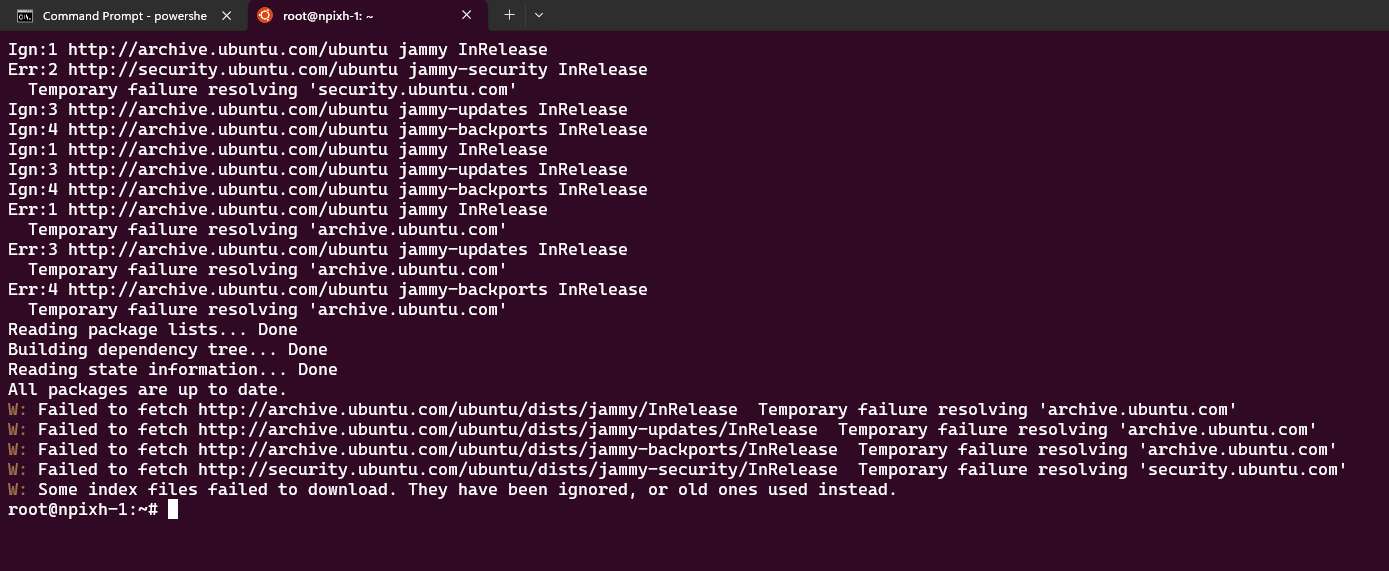 Command Prompt - powershe
root@npixh-1: ~
Ign:1 http://archive.ubuntu.com/ubuntu jammy InRelease
Err:2 http://security.ubuntu.com/ubuntu jammy-security InRelease
  Temporary failure resolving 'security.ubuntu.com'
Ign:3 http://archive.ubuntu.com/ubuntu jammy-updates InRelease
Ign:4 http://archive.ubuntu.com/ubuntu jammy-backports InRelease
Ign:1 http://archive.ubuntu.com/ubuntu jammy InRelease
Ign:3 http://archive.ubuntu.com/ubuntu jammy-updates InRelease
Ign:4 http://archive.ubuntu.com/ubuntu jammy-backports InRelease
Err:1 http://archive.ubuntu.com/ubuntu jammy InRelease
  Temporary failure resolving 'archive.ubuntu.com'
Err:3 http://archive.ubuntu.com/ubuntu jammy-updates InRelease
  Temporary failure resolving 'archive.ubuntu.com'
Err:4 http://archive.ubuntu.com/ubuntu jammy-backports InRelease
  Temporary failure resolving 'archive.ubuntu.com'
Reading package lists... Done
Building dependency tree... Done
Reading state information... Done
All packages are up to date.
W: Failed to fetch http://archive.ubuntu.com/ubuntu/dists/jammy/InRelease  Temporary failure resolving 'archive.ubuntu.com'
W: Failed to fetch http://archive.ubuntu.com/ubuntu/dists/jammy-updates/InRelease  Temporary failure resolving 'archive.ubuntu.com'
W: Failed to fetch http://archive.ubuntu.com/ubuntu/dists/jammy-backports/InRelease  Temporary failure resolving 'archive.ubuntu.com'
W: Failed to fetch http://security.ubuntu.com/ubuntu/dists/jammy-security/InRelease  Temporary failure resolving 'security.ubuntu.com'
W: Some index files failed to download. They have been ignored, or old ones used instead.
root@npixh-1:~#